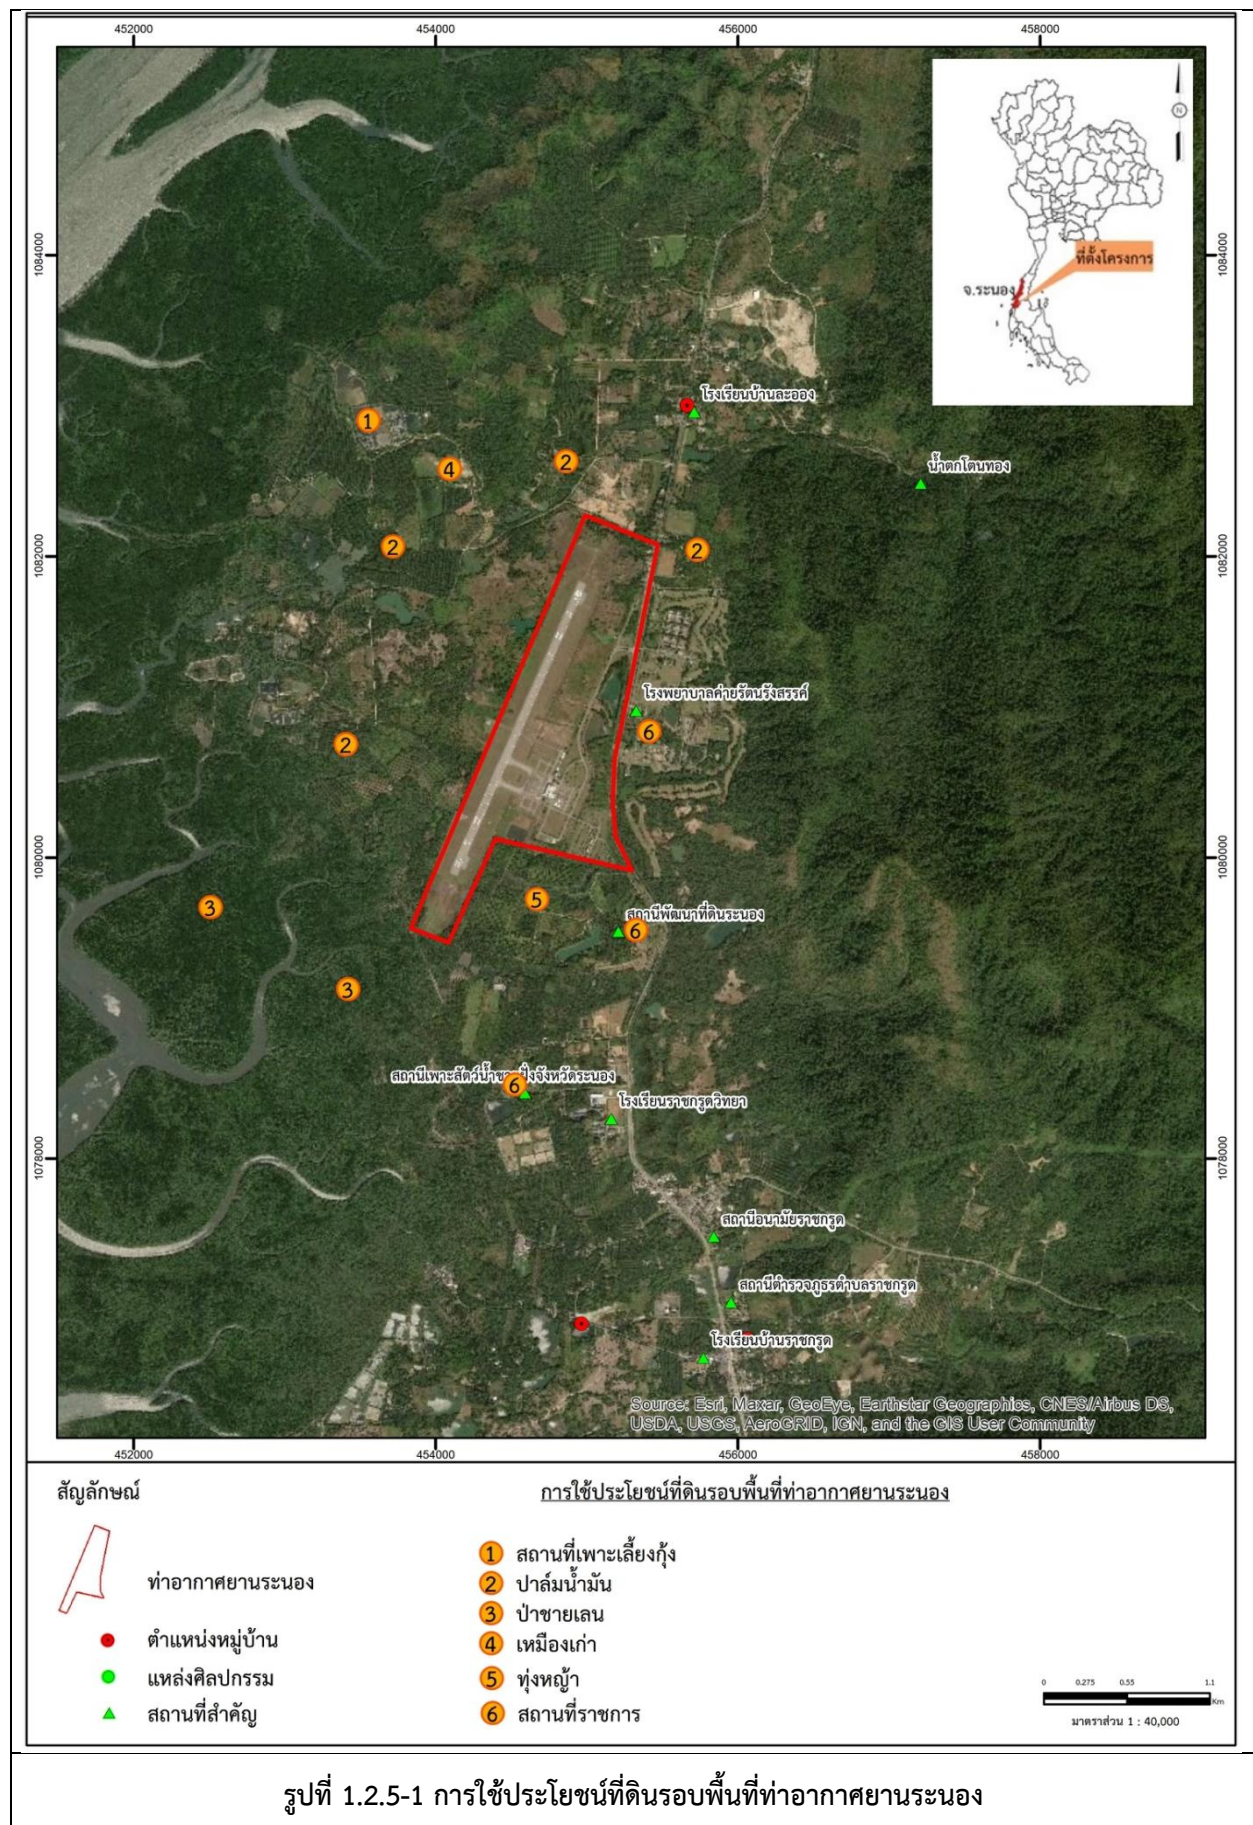 452000 454000 456000 458000
N
ที่ตั้งโครงการ
จ.ระนอง
1084000 1084000
โรงเรียนบ้านละออง
1
4
2
น้ำตกโตนทอง
2
2
1082000 1082000
โรงพยาบาลค่ายรัตนรังสรรค์
6
2
1080000 1080000
5
3
สถานีพัฒนาที่ดินระนอง
6
3
สถานีเพาะสัตว์น้ำชายฝั่งจังหวัดระนอง
6
โรงเรียนราชกรูดวิทยา
1078000 1078000
สถานีอนามัยราชกรูด
สถานีตำรวจภูธรตำบลราชกรูด
โรงเรียนบ้านราชกรูด
Source: Esri, Maxar, GeoEye, Earthstar Geographics, CNES/Airbus DS,
USDA, USGS, AeroGRID, IGN, and the GIS User Community
452000 454000 456000 458000
สัญลักษณ์
ท่าอากาศยานระนอง
ตำแหน่งหมู่บ้าน
แหล่งศิลปกรรม
สถานที่สำคัญ
การใช้ประโยชน์ที่ดินรอบพื้นที่ท่าอากาศยานระนอง
1 สถานที่เพาะเลี้ยงกุ้ง
2 ปาล์มน้ำมัน
3 ป่าชายเลน
4 เหมืองเก่า
5 ทุ่งหญ้า
6 สถานที่ราชการ
0 0.275 0.55 1.1
Km
มาตราส่วน 1 : 40,000
รูปที่ 1.2.5-1 การใช้ประโยชน์ที่ดินรอบพื้นที่ท่าอากาศยานระนอง